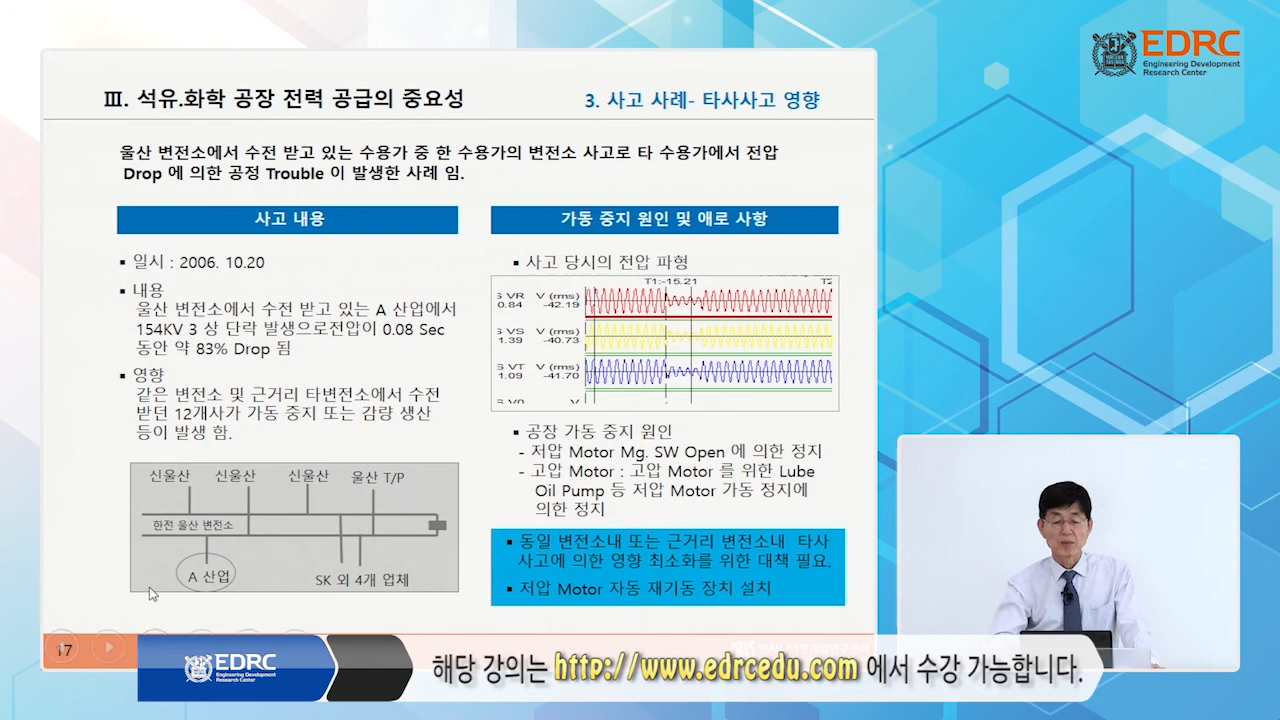 EDRC
Engineering Development
Research Center
Ⅲ. 석유.화학 공장 전력 공급의 중요성
3. 사고 사례- 타사사고 영향
울산 변전소에서 수전 받고 있는 수용가 중 한 수용가의 변전소 사고로 타 수용가에서 전압
Drop 에 의한 공정 Trouble 이 발생한 사례 임.
사고 내용
▪ 일시 : 2006. 10.20
▪ 내용
울산 변전소에서 수전 받고 있는 A 산업에서
154KV 3 상 단락 발생으로전압이 0.08 Sec
동안 약 83% Drop 됨
▪ 영향
같은 변전소 및 근거리 타변전소에서 수전
받던 12개사가 가동 중지 또는 감량 생산
등이 발생 함.
신울산 신울산 신울산 울산 T/P
한전 울산 변전소
A 산업
SK 외 4개 업체
가동 중지 원인 및 애로 사항
▪ 사고 당시의 전압 파형
T1:-15.21 T2
S VR V (rms)
0.84 -42.19
S VS V (rms)
1.39 -40.73
S VT V (rms)
1.09 -41.70
▪ 공장 가동 중지 원인
- 저압 Motor Mg. SW Open 에 의한 정지
- 고압 Motor : 고압 Motor 를 위한 Lube
Oil Pump 등 저압 Motor 가동 정지에
의한 정지
▪ 동일 변전소내 또는 근거리 변전소내 타사
사고에 의한 영향 최소화를 위한 대책 필요.
▪ 저압 Motor 자동 재기동 장치 설치
17
EDRC
Engineering Development
Research Center
해당 강의는 http://www.edrcedu.com 에서 수강 가능합니다.